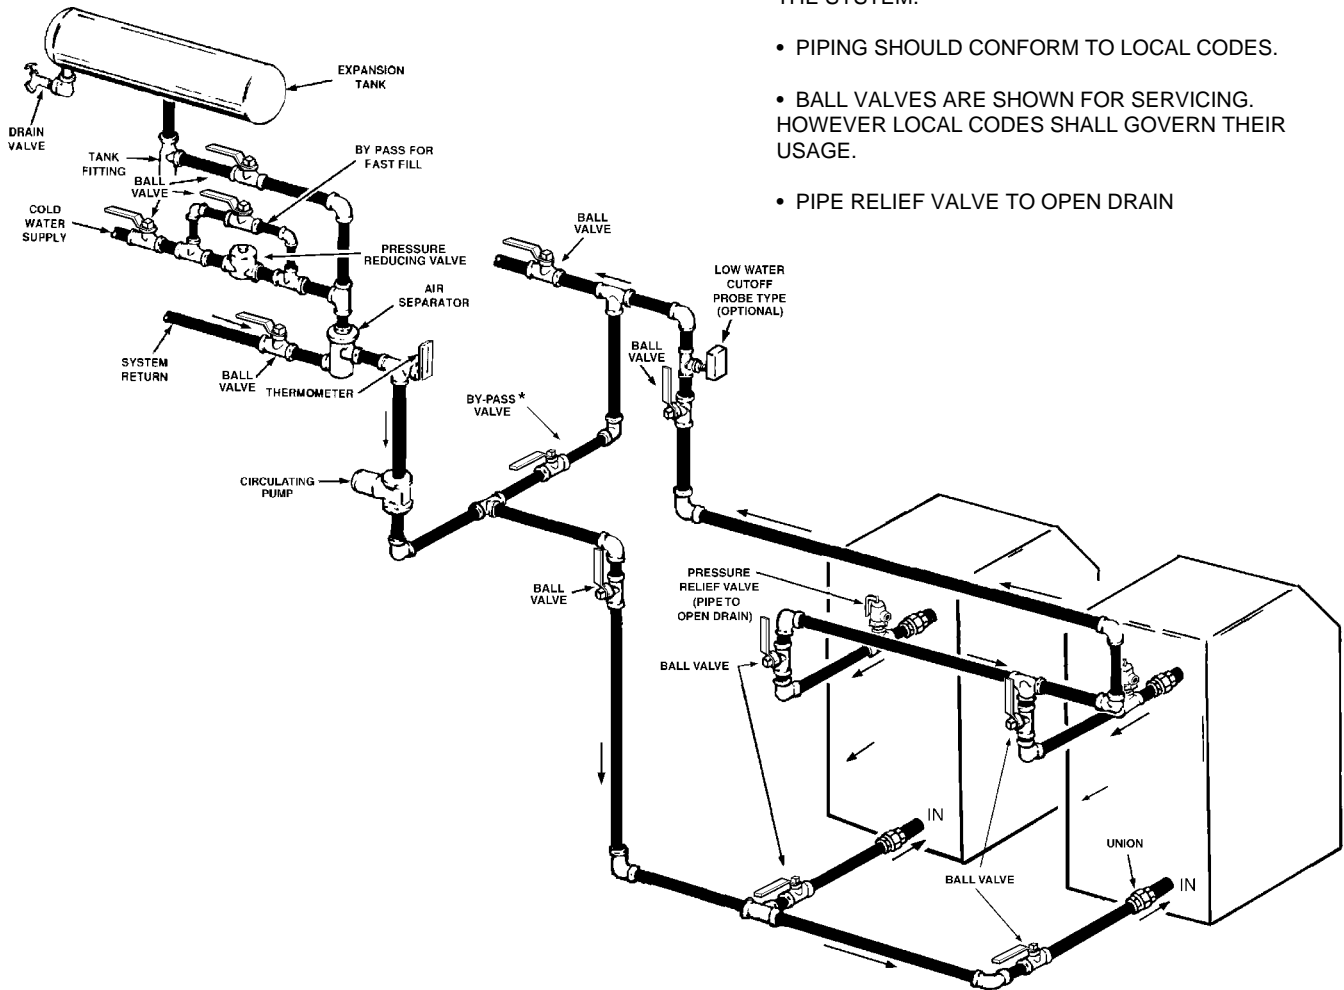 THE SYSTEM.
• PIPING SHOULD CONFORM TO LOCAL CODES.
• BALL VALVES ARE SHOWN FOR SERVICING.
HOWEVER LOCAL CODES SHALL GOVERN THEIR
USAGE.
• PIPE RELIEF VALVE TO OPEN DRAIN
EXPANSION
TANK
DRAIN
VALVE
TANK
FITTING
BY PASS FOR
FAST FILL
BALL
VALVE
COLD
WATER
SUPPLY
PRESSURE
REDUCING VALVE
AIR
SEPARATOR
SYSTEM
RETURN
BALL
VALVE
THERMOMETER
BALL
VALVE
LOW WATER
CUTOFF
PROBE TYPE
(OPTIONAL)
BALL
VALVE
BY-PASS*
VALVE
CIRCULATING
PUMP
BALL
VALVE
PRESSURE
RELIEF VALVE
(PIPE TO
OPEN DRAIN)
BALL VALVE
IN
UNION
BALL VALVE
IN